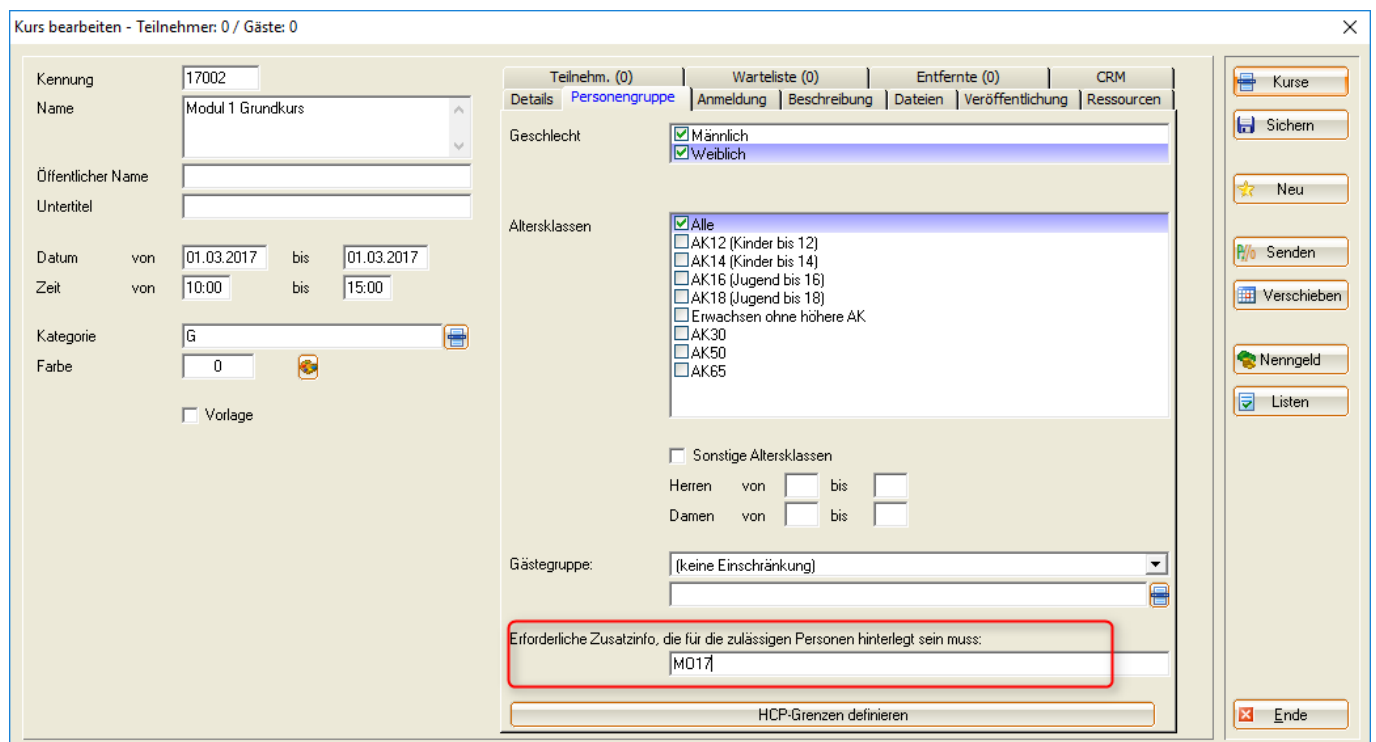 Kurs bearbeiten - Teilnehmer: 0 / Gäste: 0
Kennung 17002
Name Modul 1 Grundkurs
Öffentlicher Name
Untertitel
Datum von 01.03.2017 bis 01.03.2017
Zeit von 10:00 bis 15:00
Kategorie G
Farbe 0
Vorlage
Teilnehm. (0) Warteliste (0) Entfernte (0) CRM
Details Personengruppe Anmeldung Beschreibung Dateien Veröffentlichung Ressourcen
Geschlecht Männlich
Weiblich
Altersklassen Alle
AK12 (Kinder bis 12)
AK14 (Kinder bis 14)
AK16 (Jugend bis 16)
AK18 (Jugend bis 18)
Erwachsen ohne höhere AK
AK30
AK50
AK65
Sonstige Altersklassen
Herren von bis
Damen von bis
Gästegruppe: (keine Einschränkung)
Erforderliche Zusatzinfo, die für die zulässigen Personen hinterlegt sein muss:
MO17
HCP-Grenzen definieren
Kurse
Sichern
Neu
Senden
Verschieben
Nenngeld
Listen
Ende